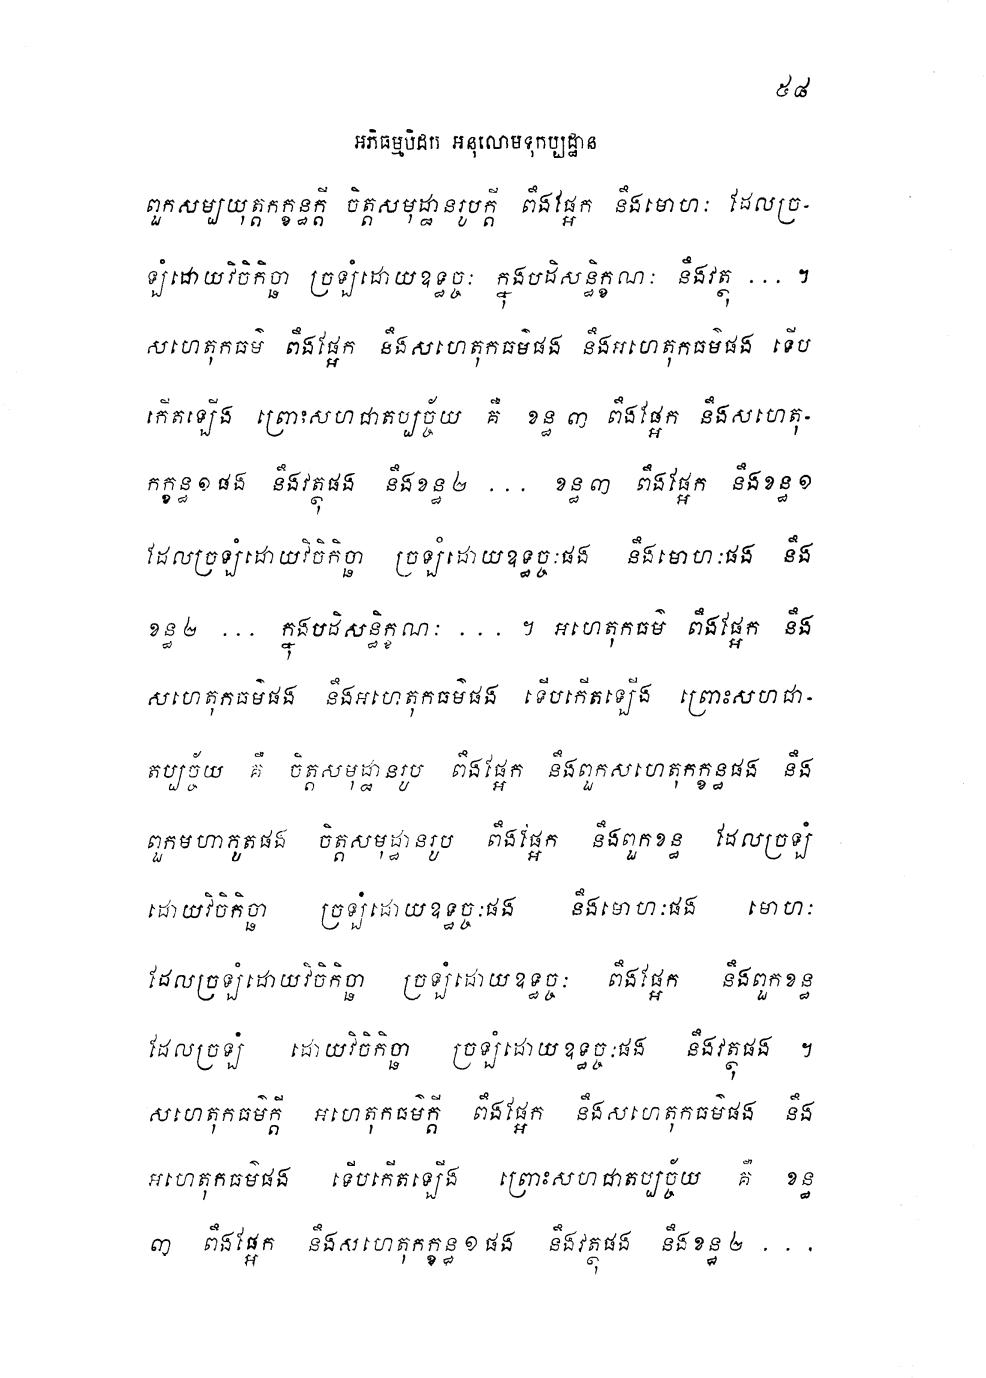 ៥៨
អភិធម្មបិដក អនុលោមទុកប្បដ្ឋាន
ពួកសម្បយុត្តកក្ខន្ធក្តី ចិត្តសមុដ្ឋានរូបក្តី ពឹងផ្អែក នឹងមោហៈ ដែលច្រ-
ឡំដោយវិចិកិច្ឆា ច្រឡំដោយឧទ្ធច្ចៈ ក្នុងបដិសន្ធិក្ខណៈ នឹងវត្ថុ ... ។
សហេតុកធម៌ ពឹងផ្អែក នឹងសហេតុកធម៌ផង នឹងអហេតុកធម៌ផង ទើប
កើតឡើង ព្រោះសហជាតប្បច្ច័យ គឺ ខន្ធ ៣ ពឹងផ្អែក នឹងសហេតុ-
កក្ខន្ធ១ផង នឹងវត្ថុផង នឹងខន្ធ២ ... ខន្ធ៣ ពឹងផ្អែក នឹងខន្ធ១
ដែលច្រឡំដោយវិចិកិច្ឆា ច្រឡំដោយឧទ្ធច្ចៈផង នឹងមោហៈផង នឹង
ខន្ធ២ ... ក្នុងបដិសន្ធិក្ខណៈ ... ។ អហេតុកធម៌ ពឹងផ្អែក នឹង
សហេតុកធម៌ផង នឹងអហេតុកធម៌ផង ទើបកើតឡើង ព្រោះសហជា-
តប្បច្ច័យ គឺ ចិត្តសមុដ្ឋានរូប ពឹងផ្អែក នឹងពួកសហេតុកក្ខន្ធផង នឹង
ពួកមហាភូតផង ចិត្តសមុដ្ឋានរូប ពឹងផ្អែក នឹងពួកខន្ធ ដែលច្រឡំ
ដោយវិចិកិច្ឆា ច្រឡំដោយឧទ្ធច្ចៈផង នឹងមោហៈផង មោហៈ
ដែលច្រឡំដោយវិចិកិច្ឆា ច្រឡំដោយឧទ្ធច្ចៈ ពឹងផ្អែក នឹងពួកខន្ធ
ដែលច្រឡំ ដោយវិចិកិច្ឆា ច្រឡំដោយឧទ្ធច្ចៈផង នឹងវត្ថុផង ។
សហេតុកធម៌ក្តី អហេតុកធម៌ក្តី ពឹងផ្អែក នឹងសហេតុកធម៌ផង នឹង
អហេតុកធម៌ផង ទើបកើតឡើង ព្រោះសហជាតប្បច្ច័យ គឺ ខន្ធ
៣ ពឹងផ្អែក នឹងសហេតុកក្ខន្ធ១ផង នឹងវត្ថុផង នឹងខន្ធ២ ...